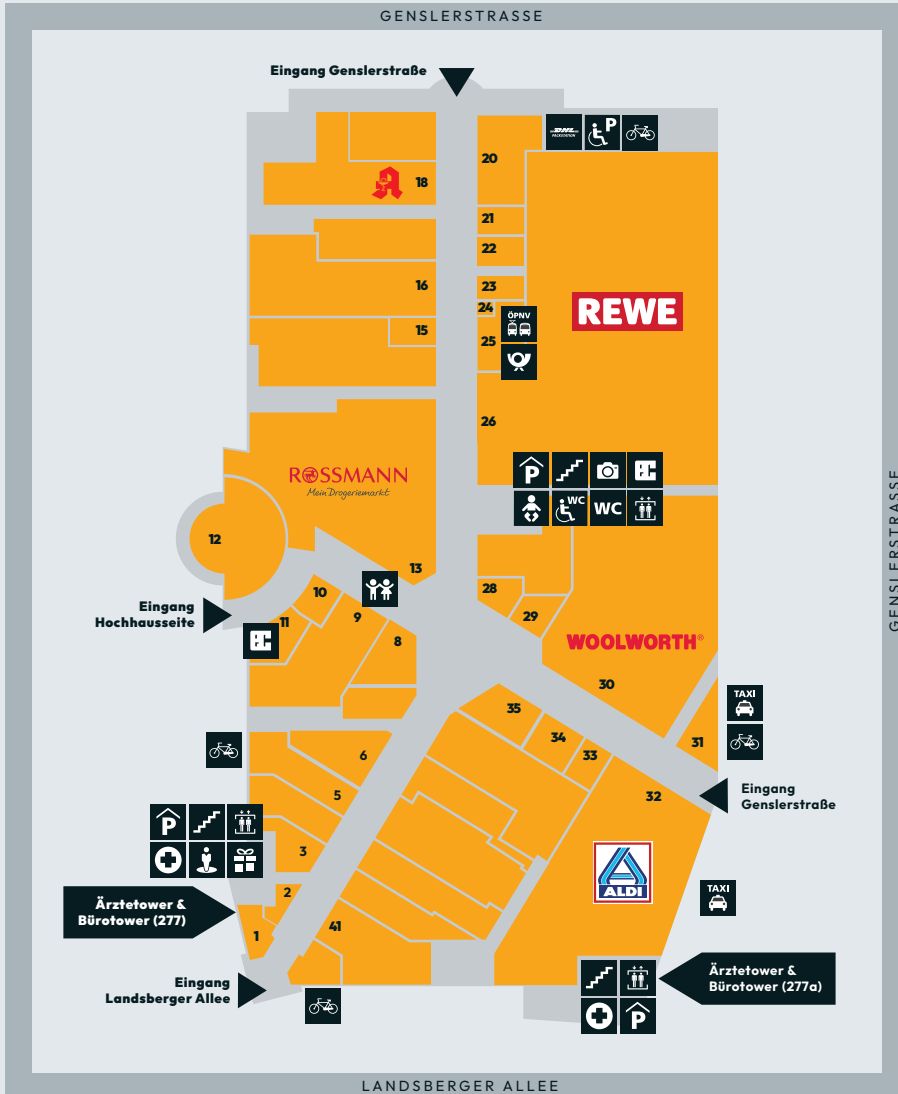 GENSLERSTRASSE
Eingang Genslerstraße
DHL
PACKSTATION
P
20
18
21
22
16
23
24
ÖPNV
REWE
15
25
26
ROSSMANN
Mein Drogeriemarkt
P
WC
WC
GENSLERSTRASSE
12
13
28
10
29
Eingang
Hochhausseite
11
9
8
WOOLWORTH®
30
TAXI
35
34
31
33
6
Eingang
Genslerstraße
5
32
P
3
ALDI
TAXI
2
Ärztetower &
Bürotower (277)
41
1
Eingang
Landsberger Allee
Ärztetower &
Bürotower (277a)
P
LANDSBERGER ALLEE